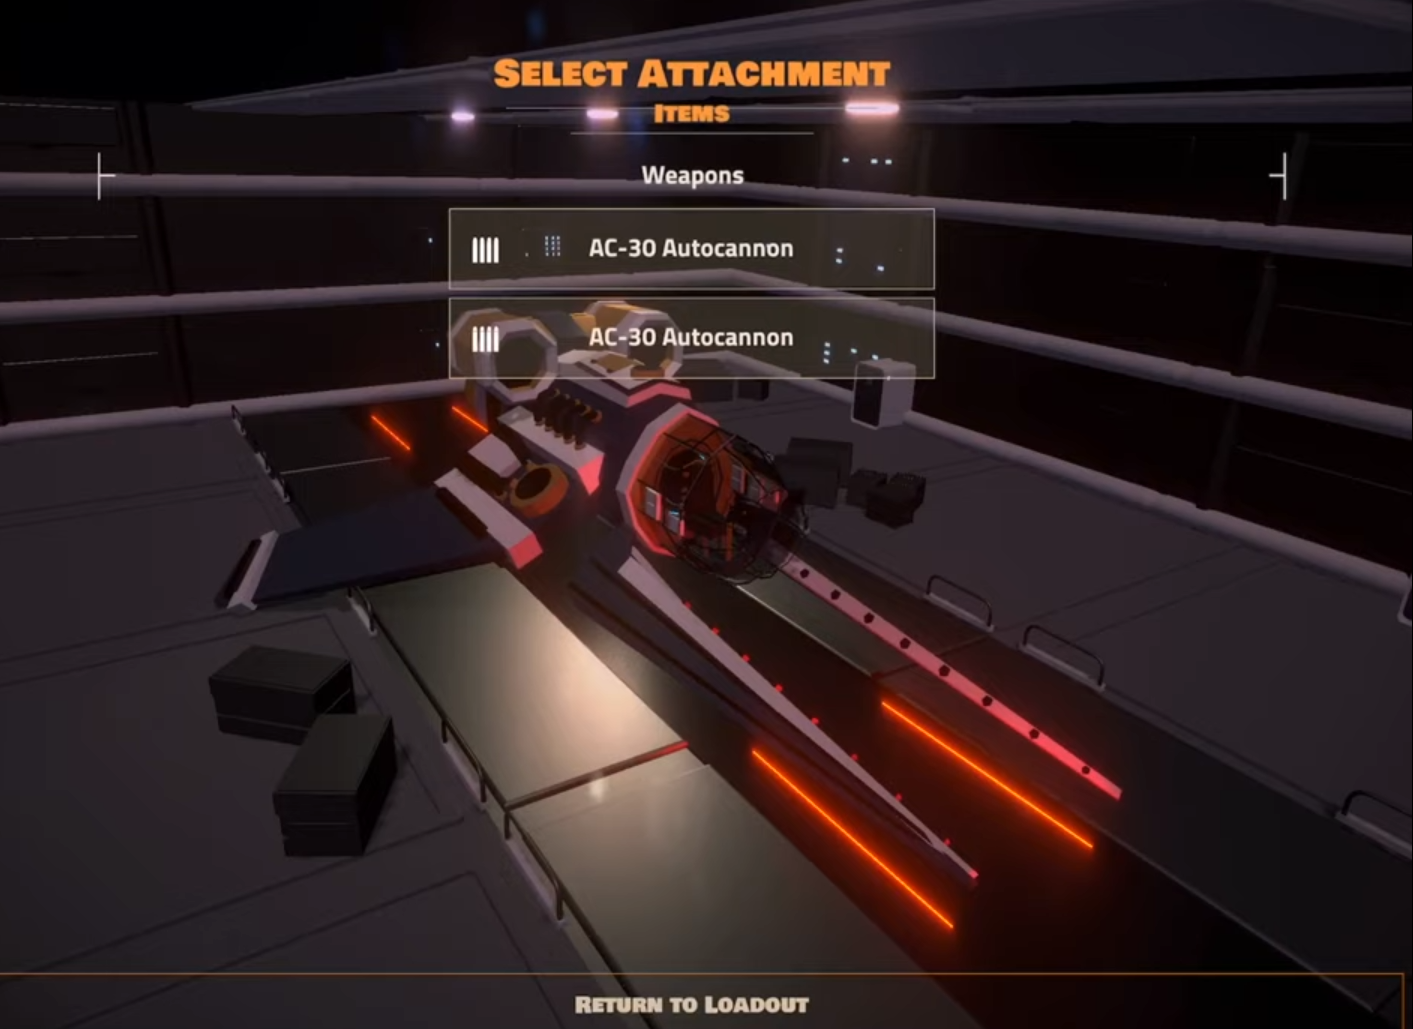 Select Attachment
Items
Weapons
AC-30 Autocannon
AC-30 Autocannon
Return to Loadout